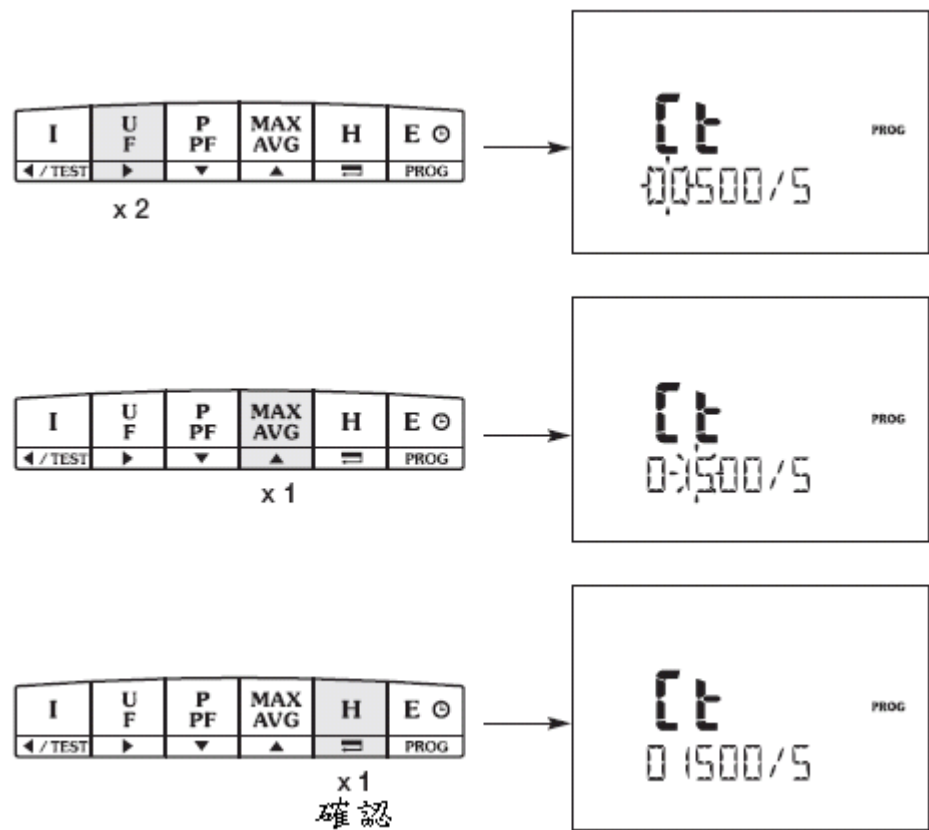 I U F P PF MAX AVG H E
◀ / TEST ▶ ▼ ▲ PROG
x 2
Ct PROG
00500/5
I U F P PF MAX AVG H E
◀ / TEST ▶ ▼ ▲ PROG
x 1
Ct PROG
01500/5
I U F P PF MAX AVG H E
◀ / TEST ▶ ▼ ▲ PROG
x 1
確認
Ct PROG
01500/5